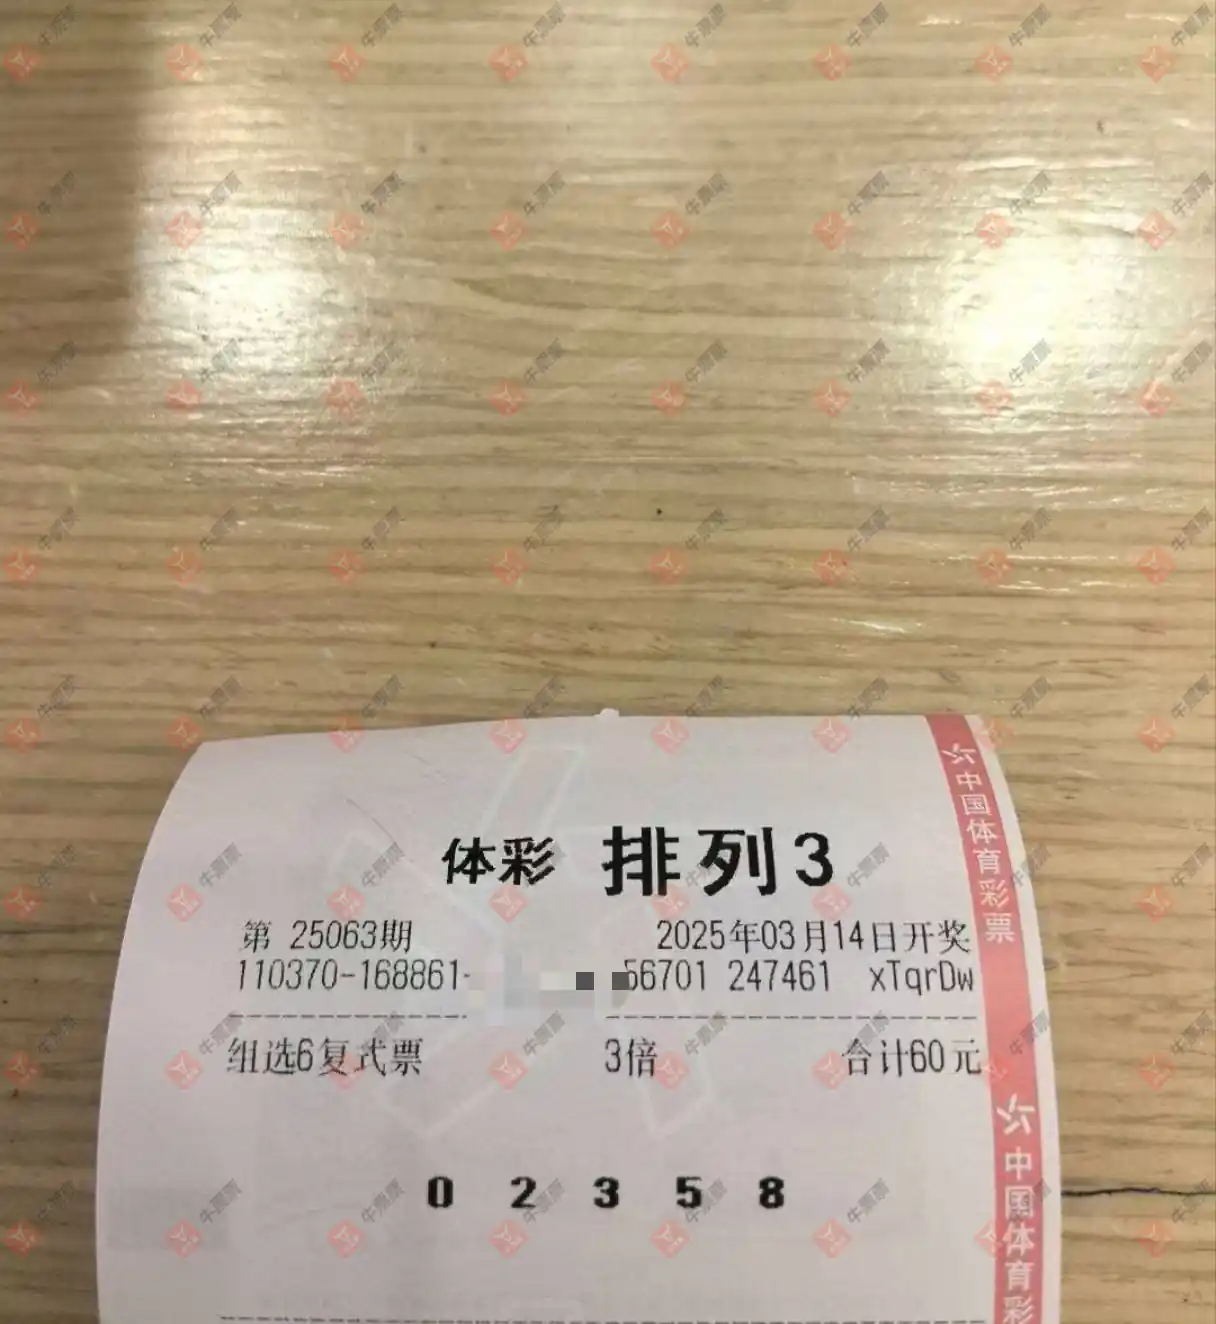 体彩 排列3
第 25063期 2025年03月14日开奖
110370-168861- 56701 247461 xTqrDw
组选6复式票 3倍 合计60元
0 2 3 5 8
中国体育彩票
中国体育彩